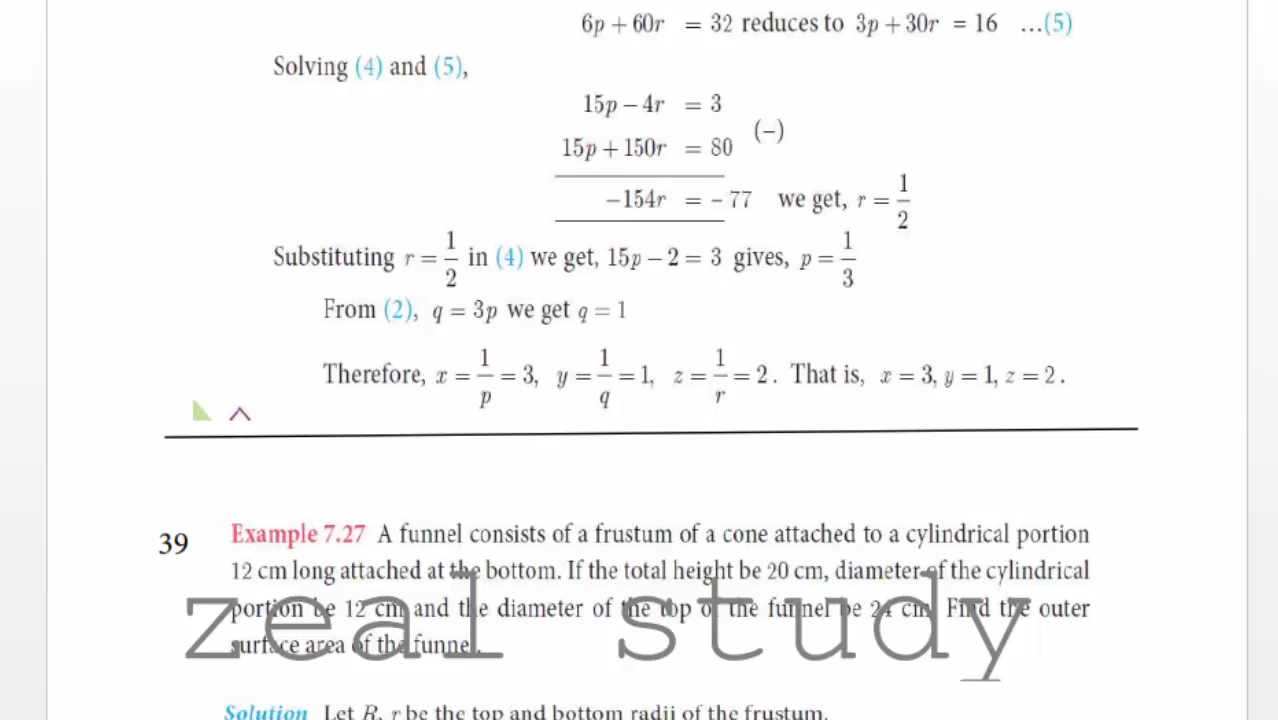 6p + 60r = 32 reduces to 3p + 30r = 16 ...(5)
Solving (4) and (5),
15p − 4r = 3
(−)
15p + 150r = 80
−154r = − 77 we get, r = 1/2
Substituting r = 1/2 in (4) we get, 15p − 2 = 3 gives, p = 1/3
From (2), q = 3p we get q = 1
Therefore, x = 1/p = 3, y = 1/q = 1, z = 1/r = 2. That is, x = 3, y = 1, z = 2.
39 Example 7.27 A funnel consists of a frustum of a cone attached to a cylindrical portion
12 cm long attached at the bottom. If the total height be 20 cm, diameter of the cylindrical
portion be 12 cm and the diameter of the top of the funnel be 24 cm. Find the outer
surface area of the funnel.
zeal study
Solution Let R, r be the top and bottom radii of the frustum.